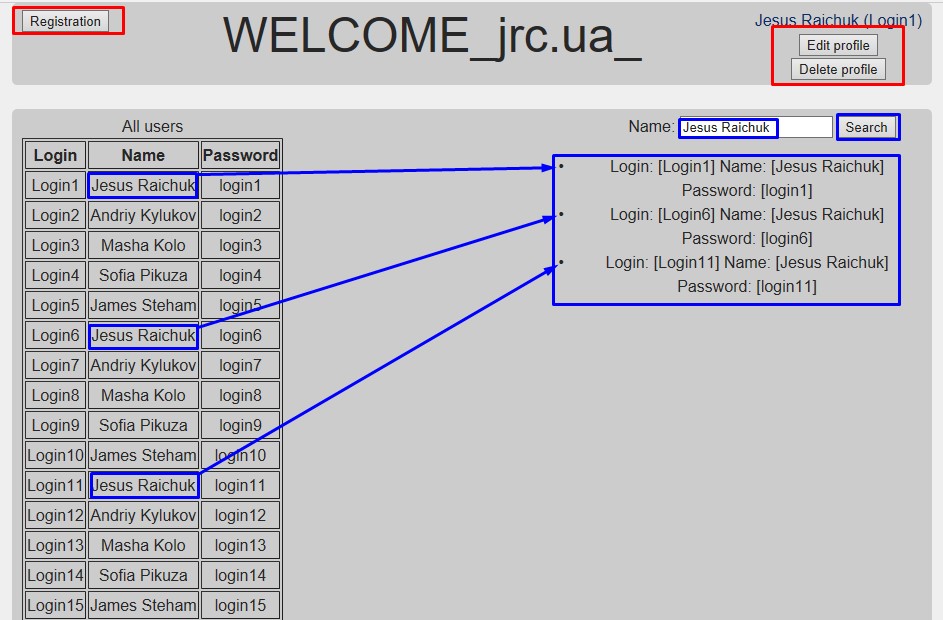 Registration
WELCOME_jrc.ua_
Jesus Raichuk (Login1)
Edit profile
Delete profile
All users
Login Name Password
Login1 Jesus Raichuk login1
Login2 Andriy Kylukov login2
Login3 Masha Kolo login3
Login4 Sofia Pikuza login4
Login5 James Steham login5
Login6 Jesus Raichuk login6
Login7 Andriy Kylukov login7
Login8 Masha Kolo login8
Login9 Sofia Pikuza login9
Login10 James Steham login10
Login11 Jesus Raichuk login11
Login12 Andriy Kylukov login12
Login13 Masha Kolo login13
Login14 Sofia Pikuza login14
Login15 James Steham login15
Name: Jesus Raichuk Search
• Login: [Login1] Name: [Jesus Raichuk]
Password: [login1]
• Login: [Login6] Name: [Jesus Raichuk]
Password: [login6]
• Login: [Login11] Name: [Jesus Raichuk]
Password: [login11]